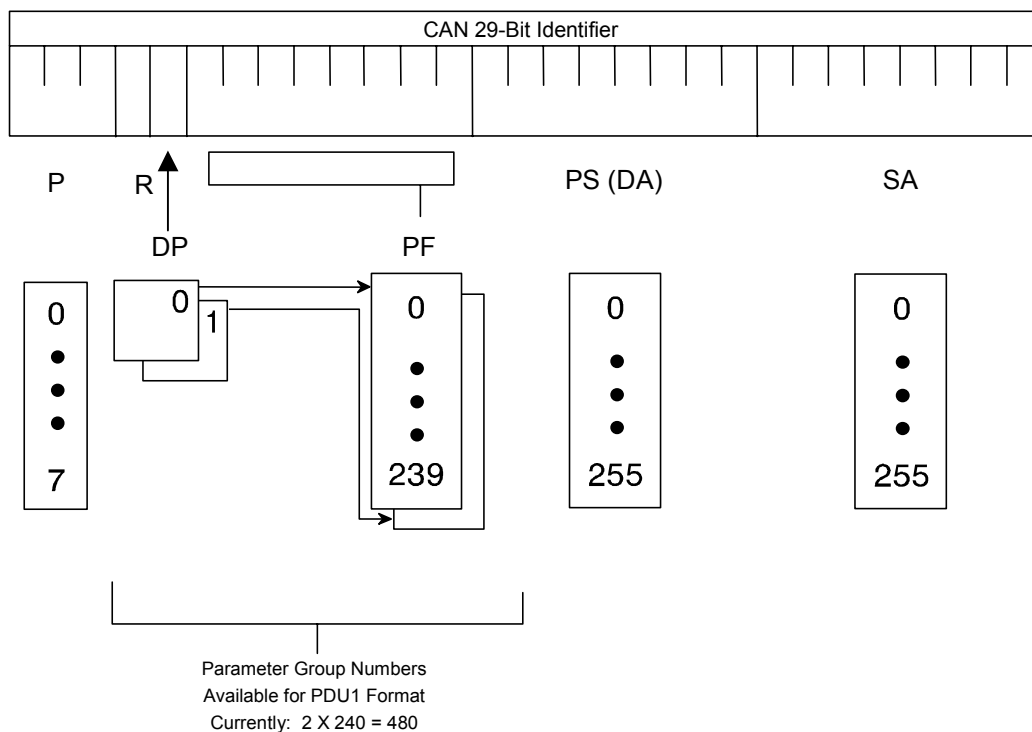 CAN 29-Bit Identifier
P R PS (DA) SA
DP PF
0 0 1 0 0 0
7 239 255 255
Parameter Group Numbers
Available for PDU1 Format
Currently: 2 X 240 = 480